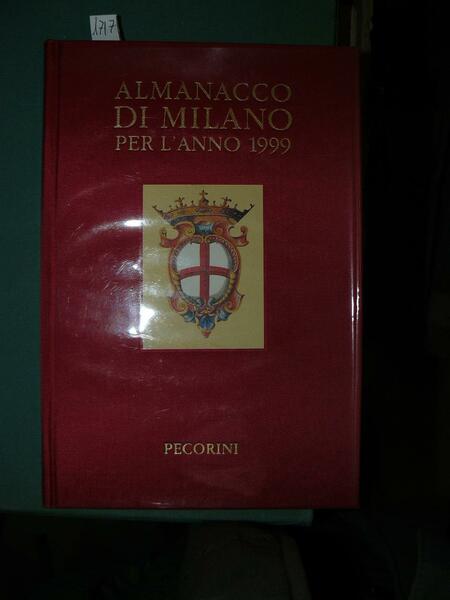 1717
ALMANACCO
DI MILANO
PER L'ANNO 1999
PECORINI